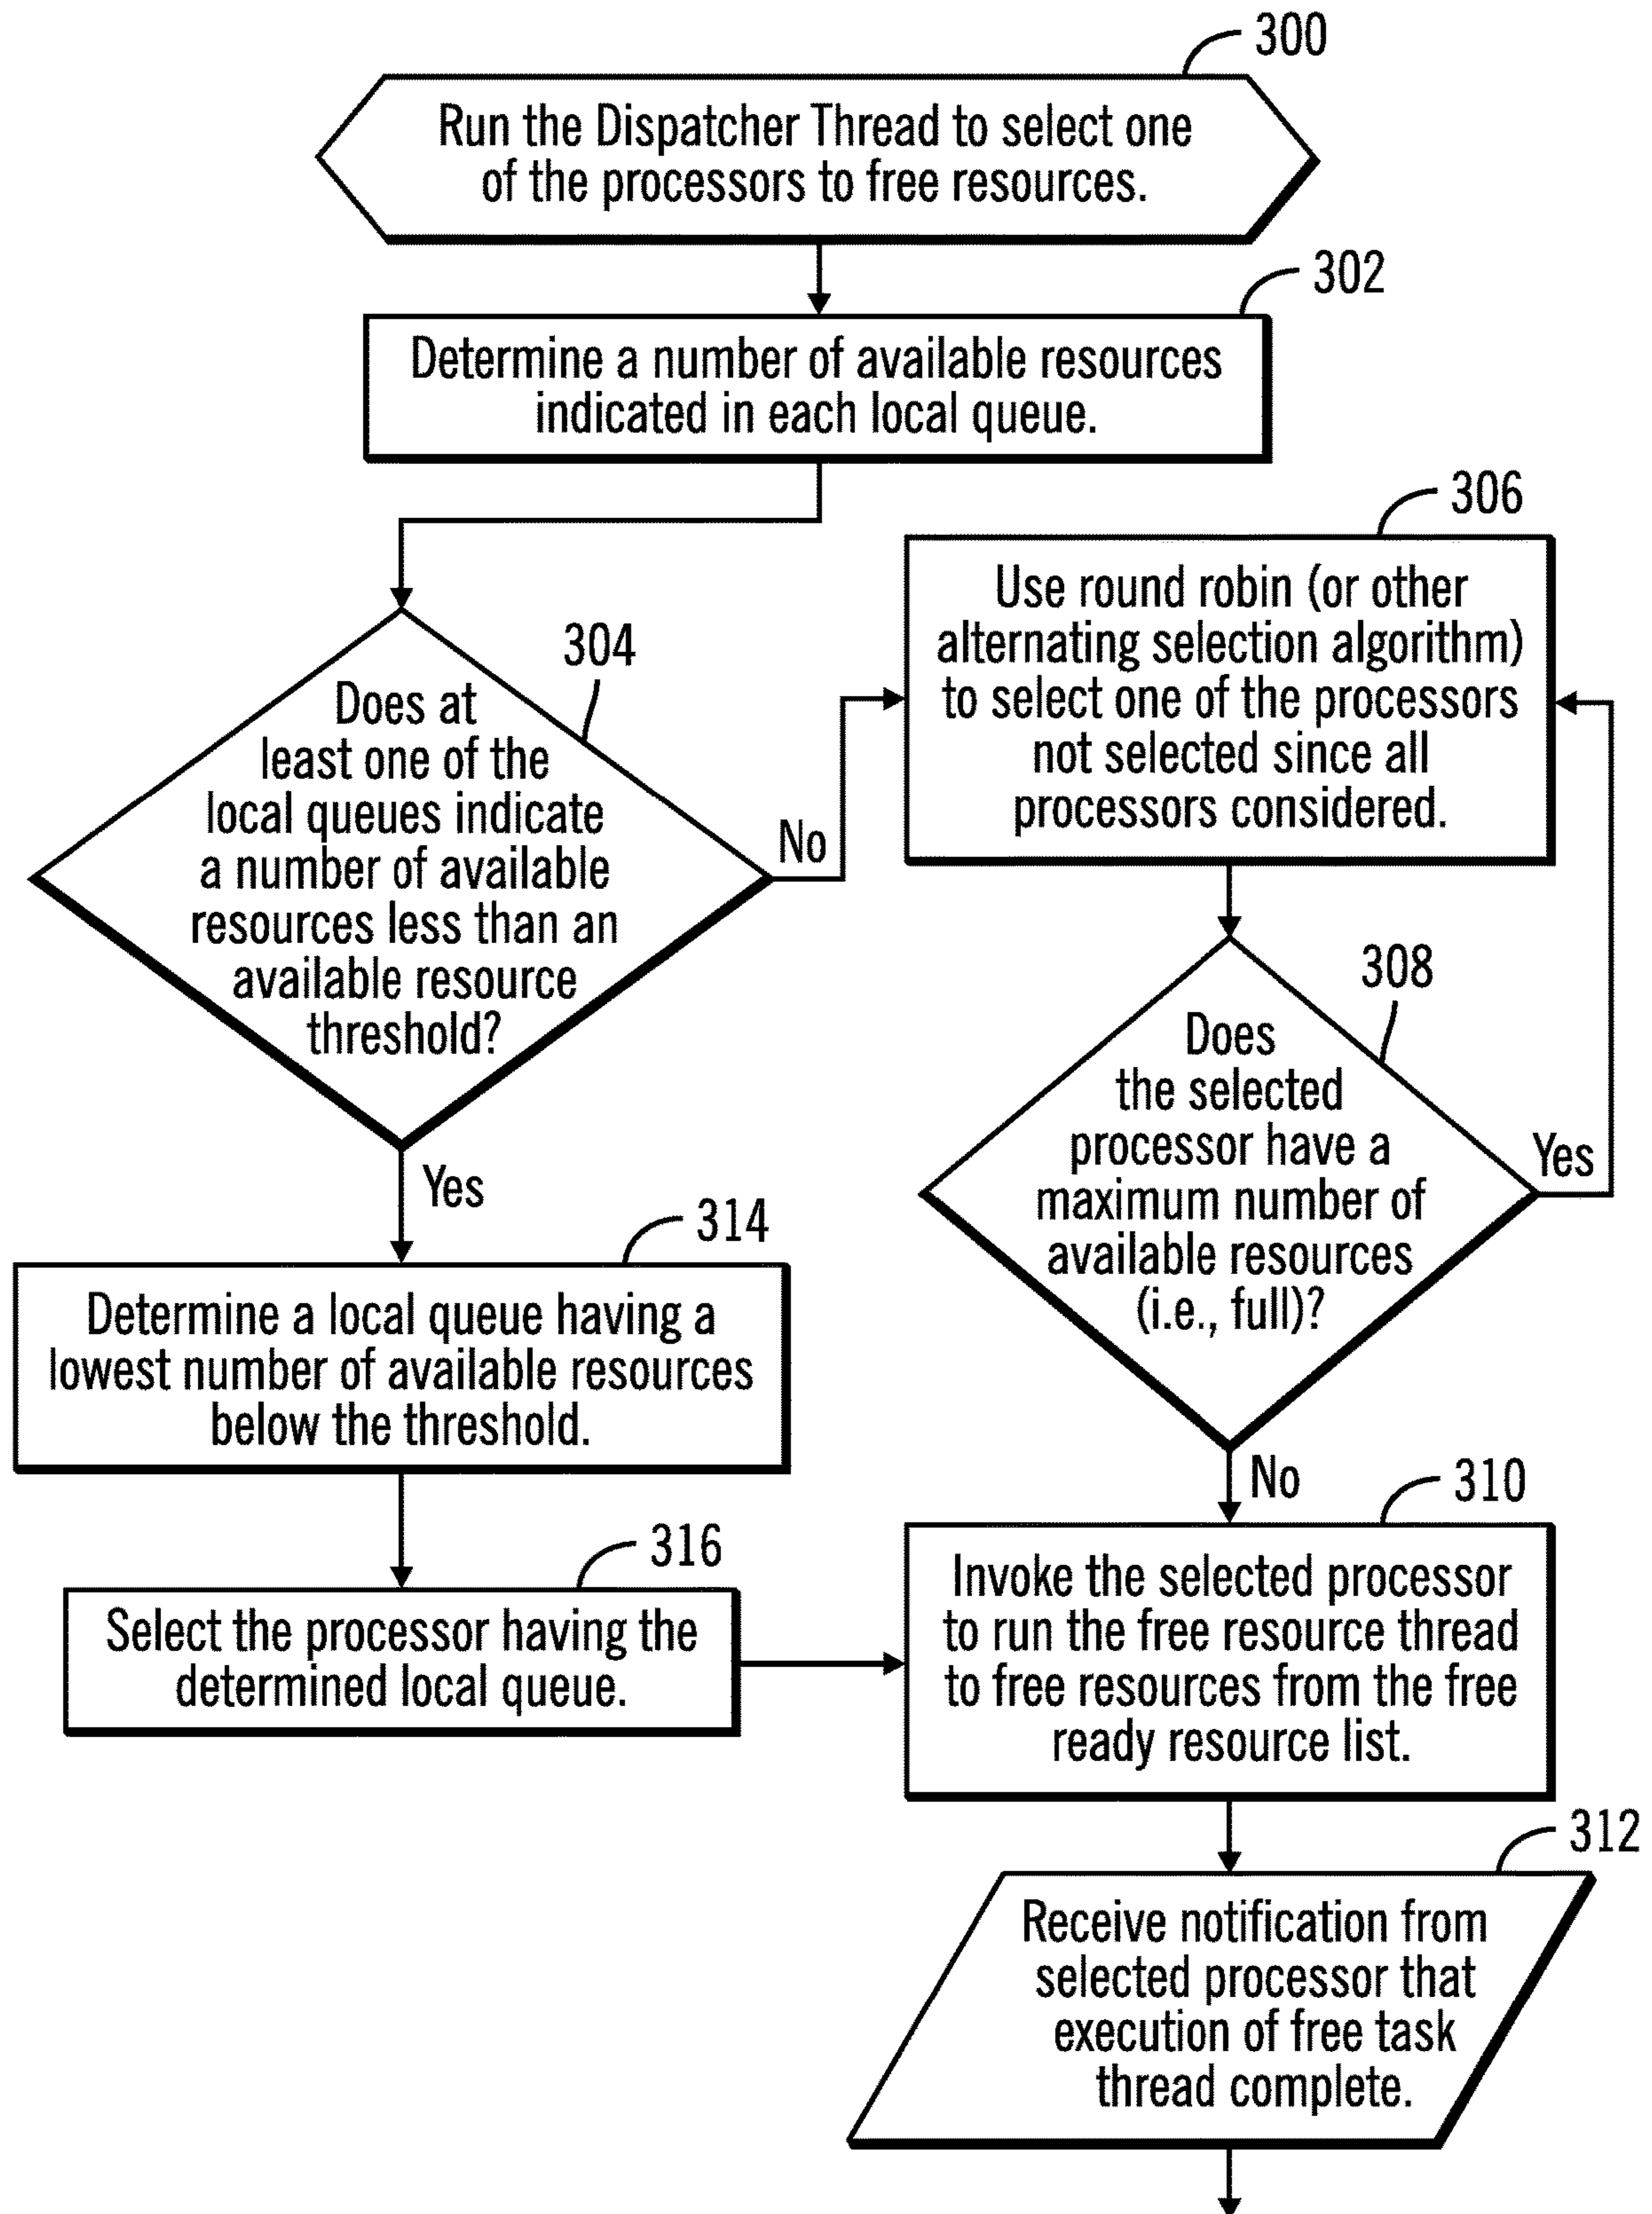 300
Run the Dispatcher Thread to select one
of the processors to free resources.
302
Determine a number of available resources
indicated in each local queue.
304
Does at
least one of the
local queues indicate
a number of available
resources less than an
available resource
threshold?
No
Yes
306
Use round robin (or other
alternating selection algorithm)
to select one of the processors
not selected since all
processors considered.
308
Does
the selected
processor have a
maximum number of
available resources
(i.e., full)?
Yes
No
314
Determine a local queue having a
lowest number of available resources
below the threshold.
316
Select the processor having the
determined local queue.
310
Invoke the selected processor
to run the free resource thread
to free resources from the free
ready resource list.
312
Receive notification from
selected processor that
execution of free task
thread complete.